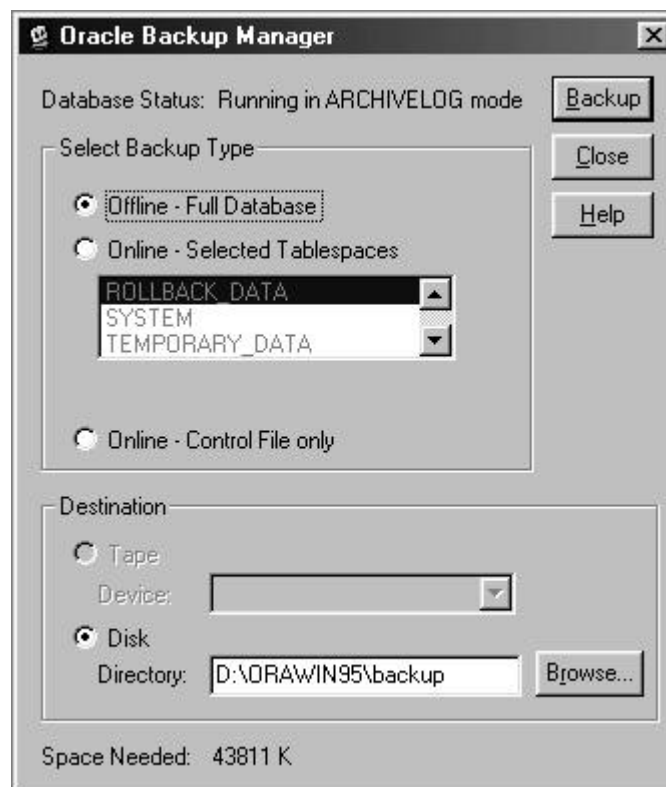 Oracle Backup Manager
Database Status: Running in ARCHIVELOG mode
Backup
Select Backup Type
Close
Offline - Full Database
Help
Online - Selected Tablespaces
ROLLBACK_DATA
SYSTEM
TEMPORARY_DATA
Online - Control File only
Destination
Tape
Device:
Disk
Directory: D:\ORAWIN95\backup
Browse...
Space Needed: 43811 K